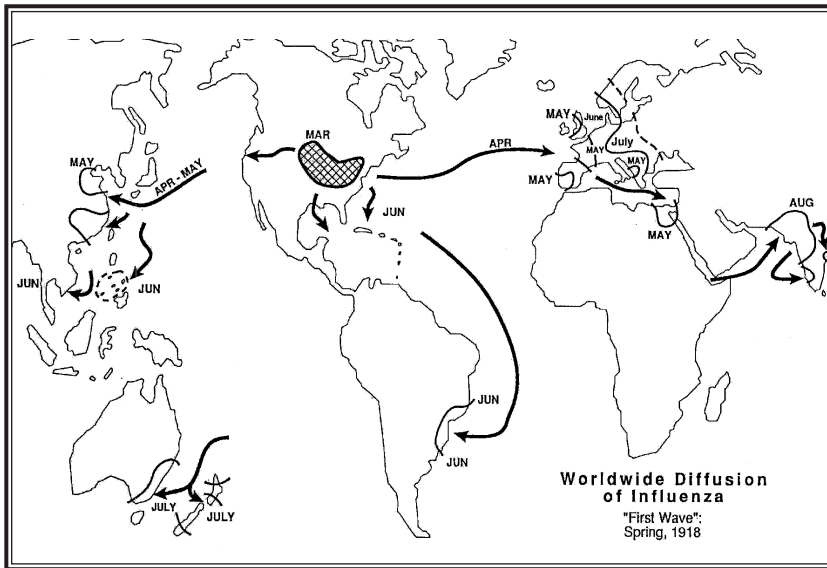 MAY
APR - MAY
JUN
JUN
JULY
JULY
MAR
JUN
APR
JUN
JUN
MAY
June
July
MAY
MAY
MAY
MAY
AUG
Worldwide Diffusion
of Influenza
"First Wave":
Spring, 1918